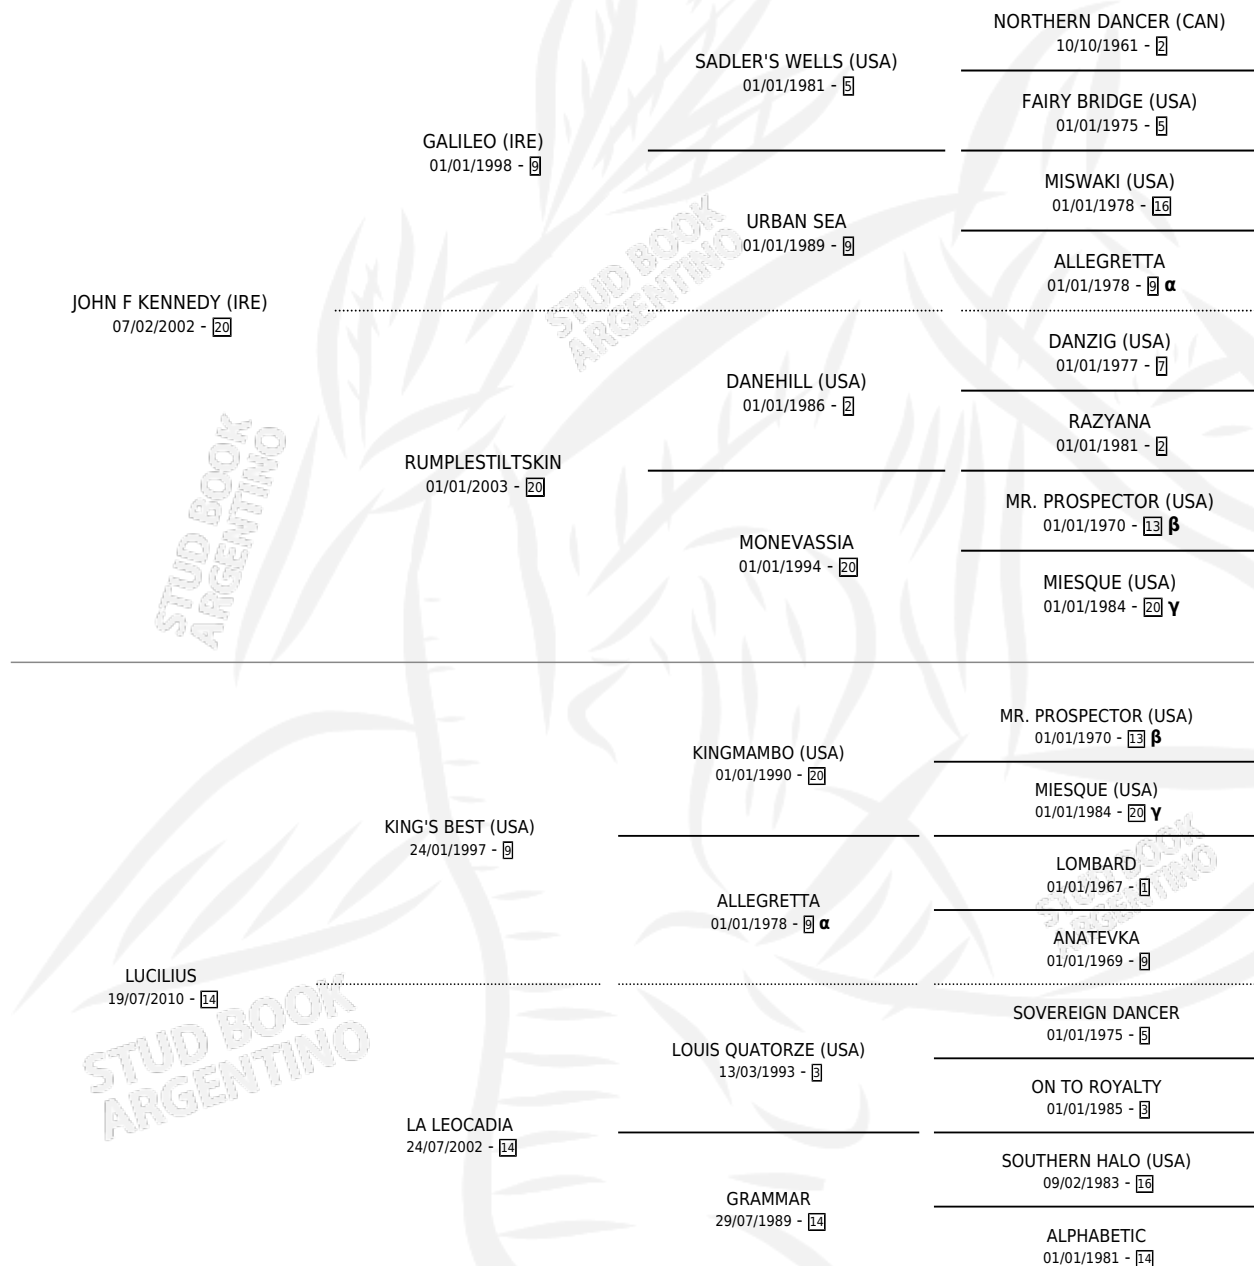 NORTHERN DANCER (CAN)
10/10/1961 - 2
SADLER'S WELLS (USA)
01/01/1981 - 5
FAIRY BRIDGE (USA)
01/01/1975 - 5
GALILEO (IRE)
01/01/1998 - 9
MISWAKI (USA)
01/01/1978 - 16
URBAN SEA
01/01/1989 - 9
ALLEGRETTA
01/01/1978 - 9 α
JOHN F KENNEDY (IRE)
07/02/2002 - 20
DANZIG (USA)
01/01/1977 - 7
DANEHILL (USA)
01/01/1986 - 2
RAZYANA
01/01/1981 - 2
RUMPLESTILTSKIN
01/01/2003 - 20
MR. PROSPECTOR (USA)
01/01/1970 - 13 β
MONEVASSIA
01/01/1994 - 20
MIESQUE (USA)
01/01/1984 - 20 γ
MR. PROSPECTOR (USA)
01/01/1970 - 13 β
KINGMAMBO (USA)
01/01/1990 - 20
MIESQUE (USA)
01/01/1984 - 20 γ
KING'S BEST (USA)
24/01/1997 - 9
LOMBARD
01/01/1967 - 1
ALLEGRETTA
01/01/1978 - 9 α
ANATEVKA
01/01/1969 - 9
LUCILIUS
19/07/2010 - 14
SOVEREIGN DANCER
01/01/1975 - 5
LOUIS QUATORZE (USA)
13/03/1993 - 3
ON TO ROYALTY
01/01/1985 - 3
LA LEOCADIA
24/07/2002 - 14
SOUTHERN HALO (USA)
09/02/1983 - 16
GRAMMAR
29/07/1989 - 14
ALPHABETIC
01/01/1981 - 14
STUD BOOK
ARGENTINO
STUD BOOK
ARGENTINO
STUD BOOK
ARGENTINO
STUD BOOK
ARGENTINO